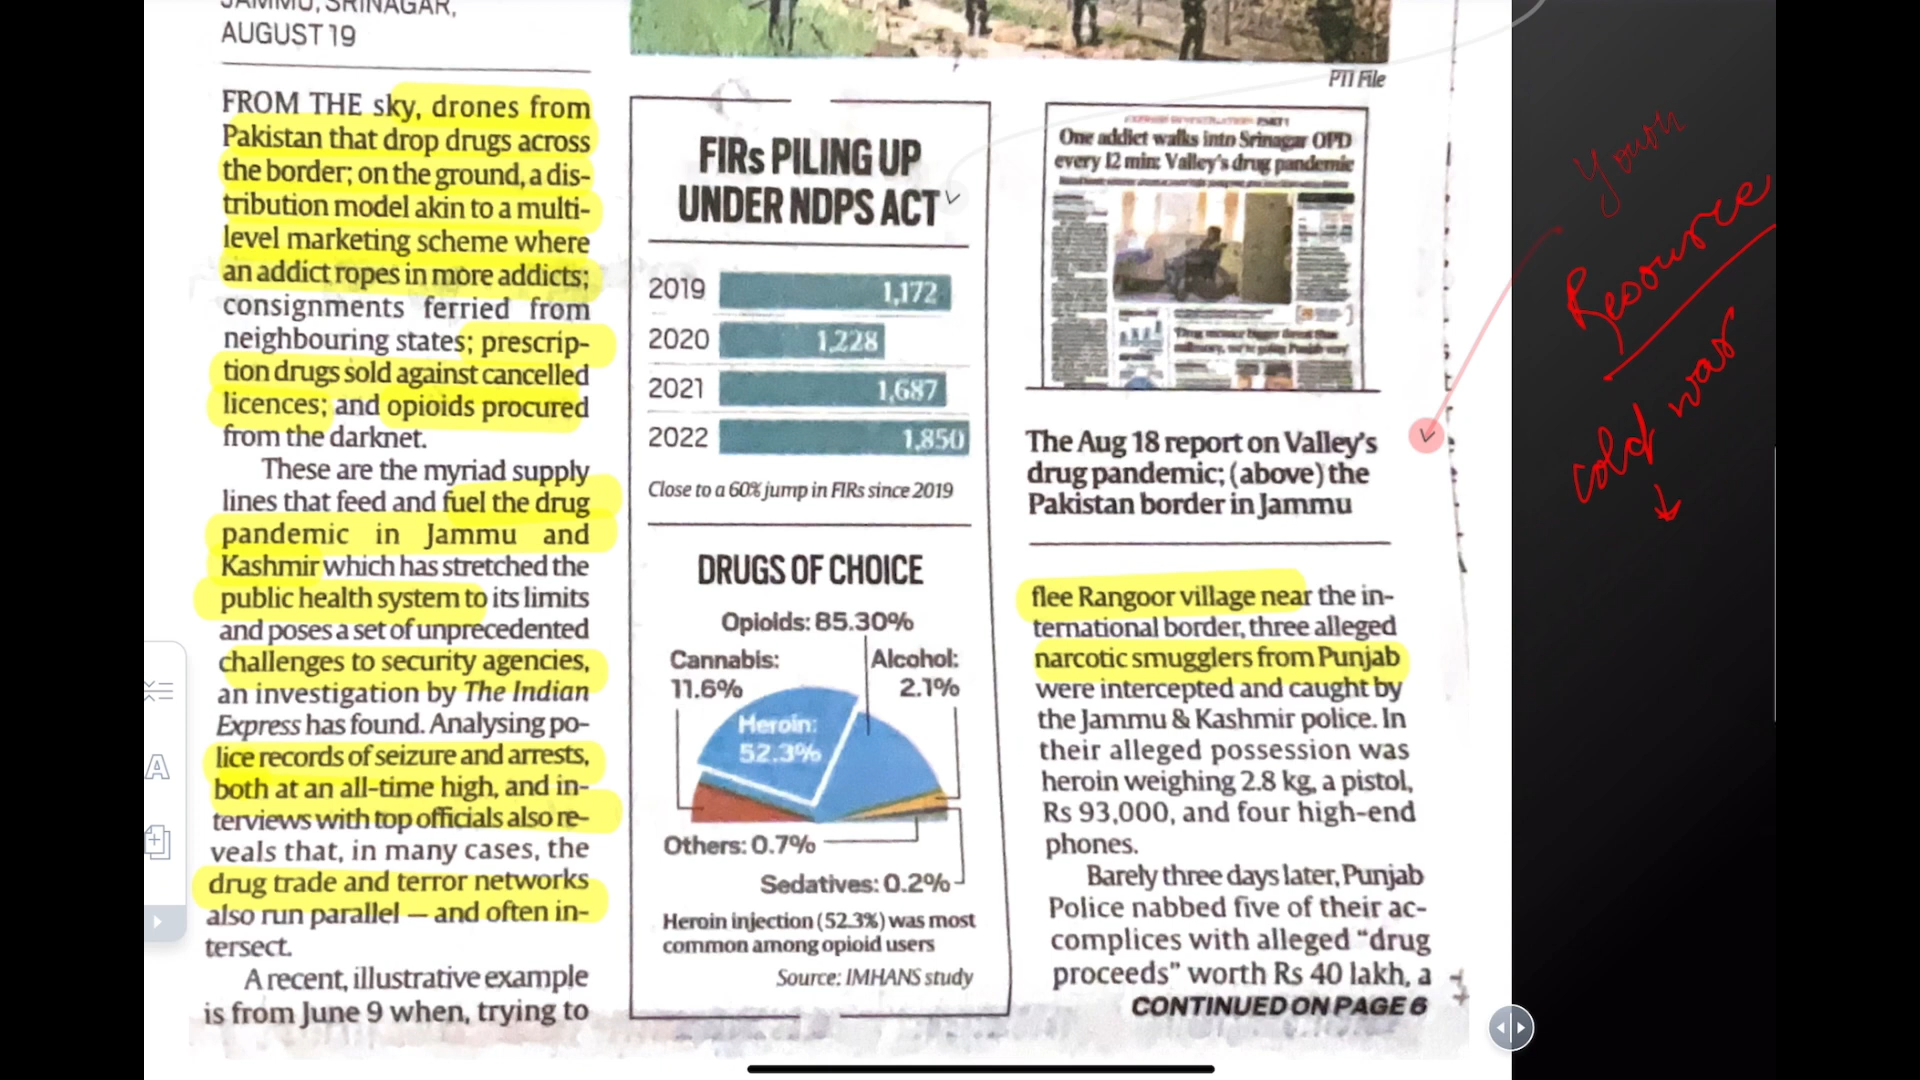 JAMMU, SRINAGAR,
AUGUST 19
FROM THE sky, drones from
Pakistan that drop drugs across
the border; on the ground, a dis-
tribution model akin to a multi-
level marketing scheme where
an addict ropes in more addicts;
consignments ferried from
neighbouring states; prescrip-
tion drugs sold against cancelled
licences; and opioids procured
from the darknet.
These are the myriad supply
lines that feed and fuel the drug
pandemic in Jammu and
Kashmir which has stretched the
public health system to its limits
and poses a set of unprecedented
challenges to security agencies,
an investigation by The Indian
Express has found. Analysing po-
lice records of seizure and arrests,
both at an all-time high, and in-
terviews with top officials also re-
veals that, in many cases, the
drug trade and terror networks
also run parallel — and often in-
tersect.
A recent, illustrative example
is from June 9 when, trying to
FIRs PILING UP
UNDER NDPS ACT
2019 1,172
2020 1,228
2021 1,687
2022 1,850
Close to a 60% jump in FIRs since 2019
DRUGS OF CHOICE
Opioids: 85.30%
Cannabis:
11.6%
Alcohol:
2.1%
Heroin:
52.3%
Others: 0.7%
Sedatives: 0.2%
Heroin injection (52.3%) was most
common among opioid users
Source: IMHANS study
PTI File
One addict walks into Srinagar OPD
every 12 min: Valley's drug pandemic
The Aug 18 report on Valley's
drug pandemic; (above) the
Pakistan border in Jammu
flee Rangoor village near the in-
ternational border, three alleged
narcotic smugglers from Punjab
were intercepted and caught by
the Jammu & Kashmir police. In
their alleged possession was
heroin weighing 2.8 kg, a pistol,
Rs 93,000, and four high-end
phones.
Barely three days later, Punjab
Police nabbed five of their ac-
complices with alleged “drug
proceeds” worth Rs 40 lakh, a
CONTINUED ON PAGE 6
Resource
cold war
A